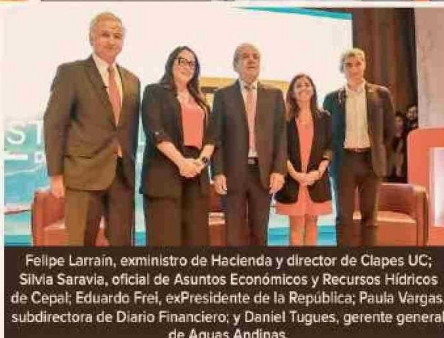 ST
Felipe Larraín, exministro de Hacienda y director de Clapes UC;
Silvia Saravia, oficial de Asuntos Económicos y Recursos Hídricos
de Cepal; Eduardo Frei, exPresidente de la República; Paula Vargas,
subdirectora de Diario Financiero; y Daniel Tugues, gerente general
de Aguas Andinas